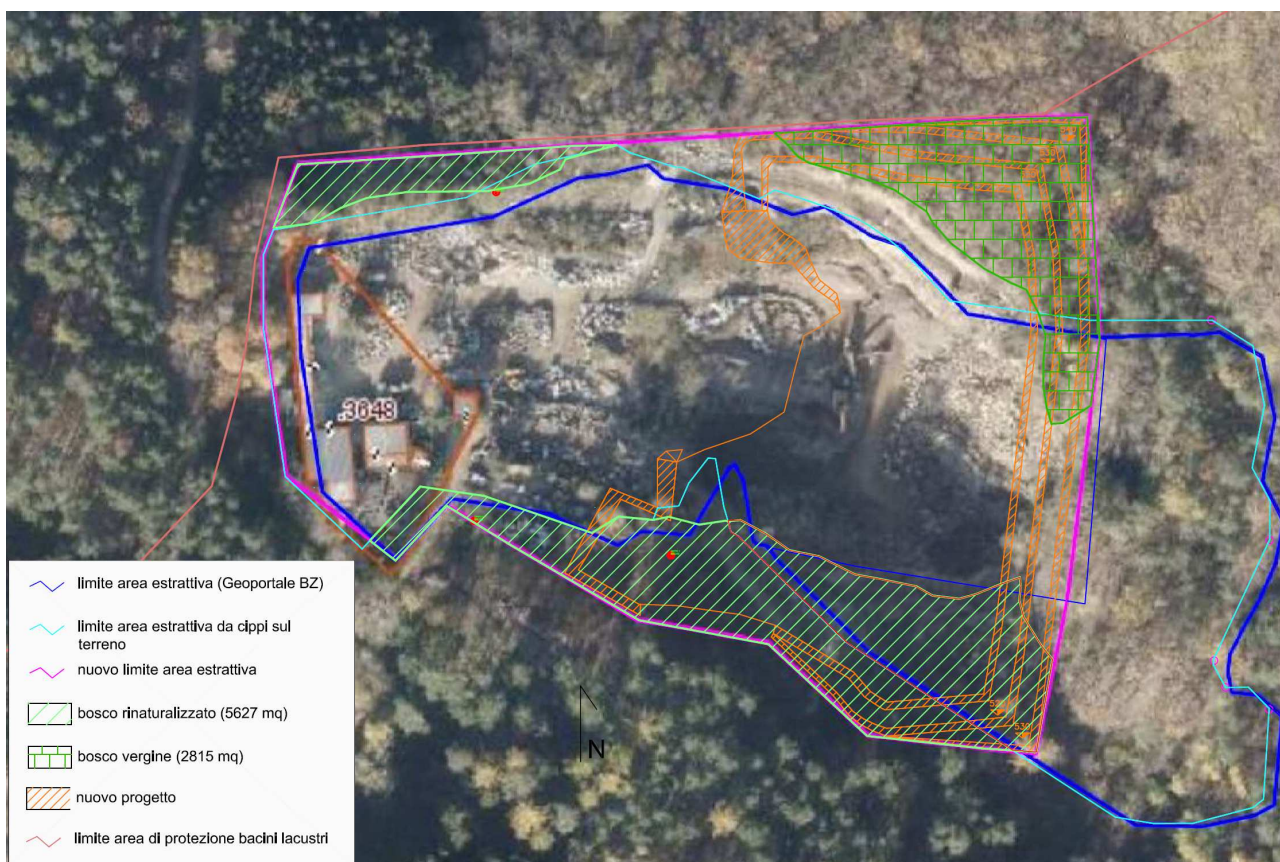 .3648
limite area estrattiva (Geoportale BZ)
limite area estrattiva da cippi sul
terreno
nuovo limite area estrattiva
bosco rinaturalizzato (5627 mq)
bosco vergine (2815 mq)
nuovo progetto
limite area di protezione bacini lacustri
N